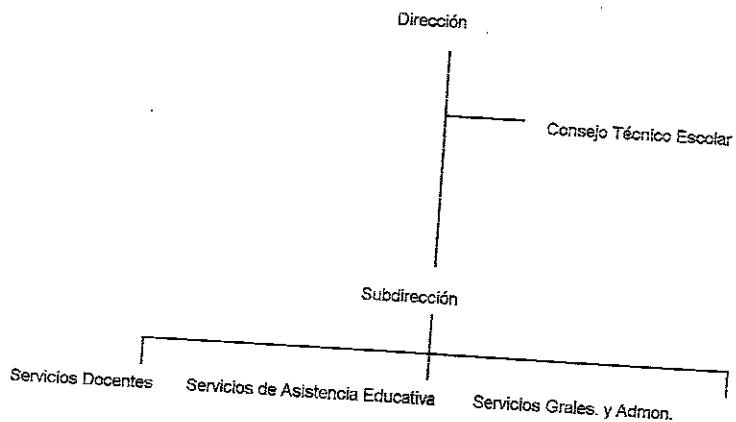 Dirección
Consejo Técnico Escolar
Subdirección
Servicios Docentes
Servicios de Asistencia Educativa
Servicios Grales. y Admon.